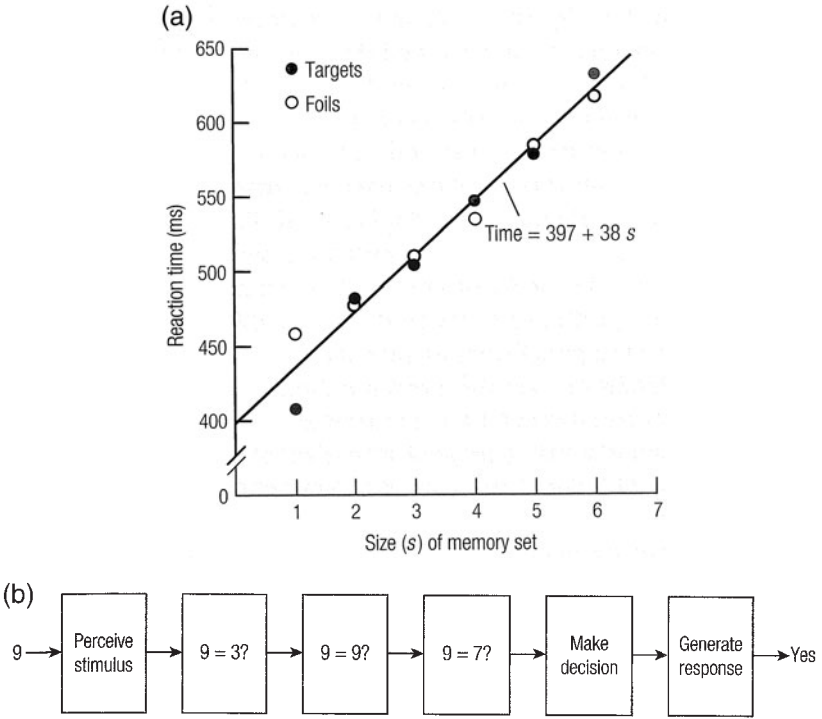 (a)
650
600
550
500
450
400
0
Reaction time (ms)
Targets
Foils
Time = 397 + 38 s
1 2 3 4 5 6 7
Size (s) of memory set
(b)
9
Perceive
stimulus
9 = 3?
9 = 9?
9 = 7?
Make
decision
Generate
response
Yes